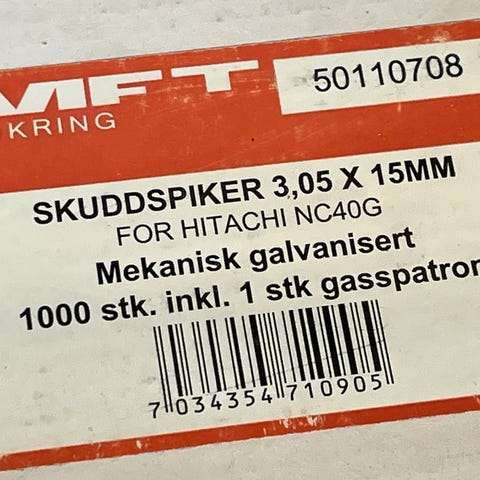 MFT
50110708
KRING
SKUDDSPIKER 3,05 X 15MM
FOR HITACHI NC40G
Mekanisk galvanisert
1000 stk. inkl. 1 stk gasspatron
7 034354 710905